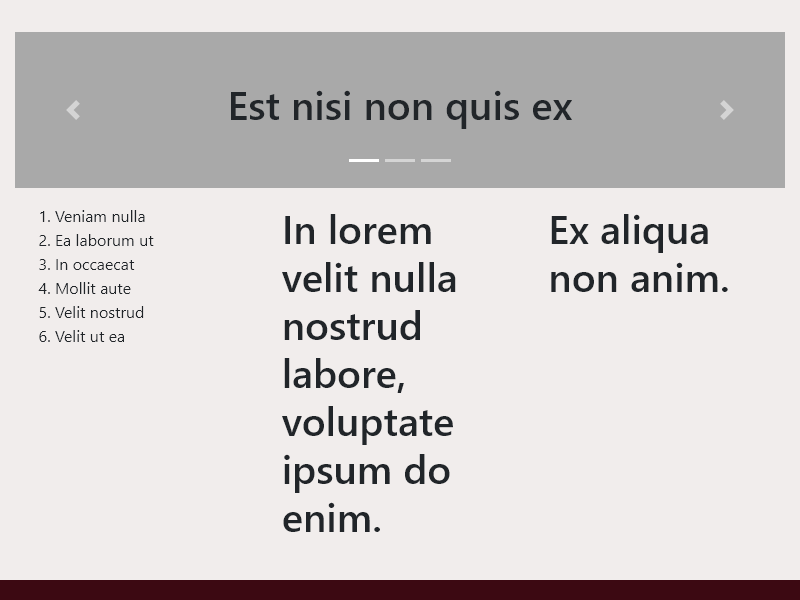 Est nisi non quis ex
1. Veniam nulla
2. Ea laborum ut
3. In occaecat
4. Mollit aute
5. Velit nostrud
6. Velit ut ea
In lorem
velit nulla
nostrud
labore,
voluptate
ipsum do
enim.
Ex aliqua
non anim.